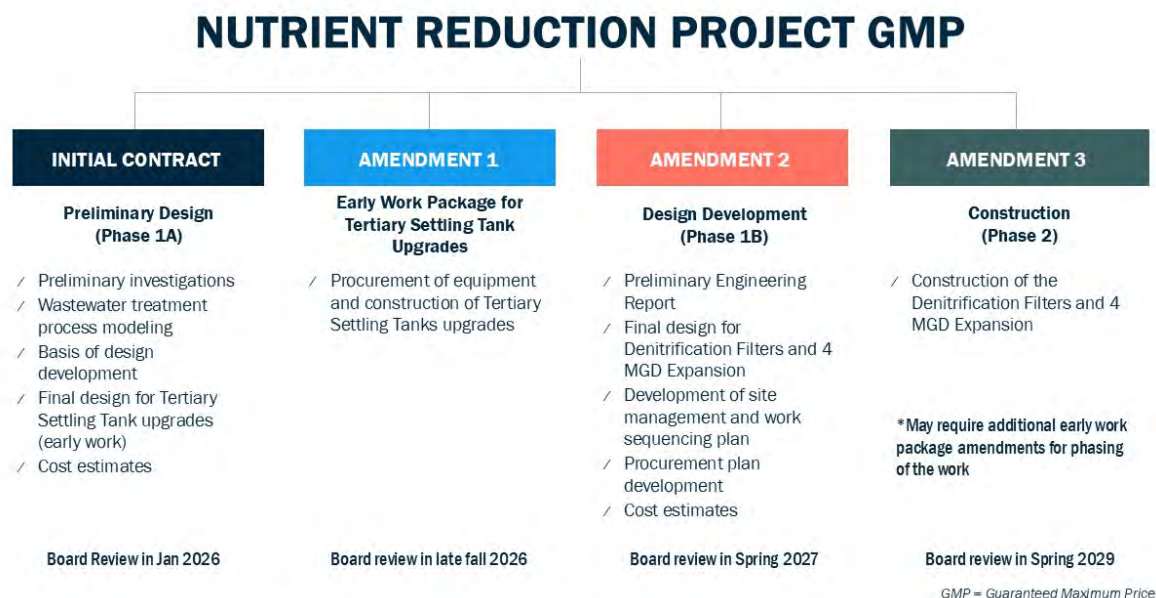 NUTRIENT REDUCTION PROJECT GMP
INITIAL CONTRACT
Preliminary Design
(Phase 1A)
/ Preliminary investigations
/ Wastewater treatment
process modeling
/ Basis of design
development
/ Final design for Tertiary
Settling Tank upgrades
(early work)
/ Cost estimates
Board Review in Jan 2026
AMENDMENT 1
Early Work Package for
Tertiary Settling Tank
Upgrades
/ Procurement of equipment
and construction of Tertiary
Settling Tanks upgrades
Board review in late fall 2026
AMENDMENT 2
Design Development
(Phase 1B)
/ Preliminary Engineering
Report
/ Final design for
Denitrification Filters and 4
MGD Expansion
/ Development of site
management and work
sequencing plan
/ Procurement plan
development
/ Cost estimates
Board review in Spring 2027
AMENDMENT 3
Construction
(Phase 2)
/ Construction of the
Denitrification Filters and 4
MGD Expansion
*May require additional early work
package amendments for phasing
of the work
Board review in Spring 2029
GMP = Guaranteed Maximum Price